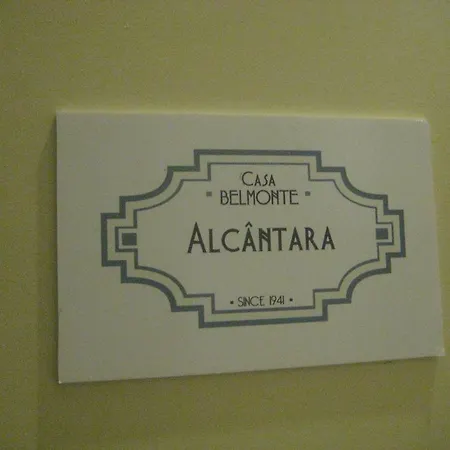 CASA
▪ BELMONTE ▪
ALCÂNTARA
• SINCE 1941 •